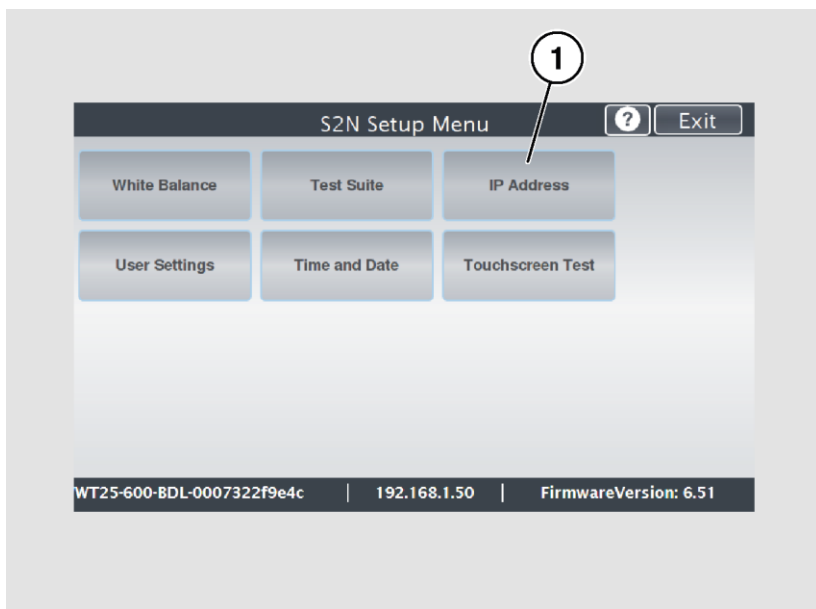 1
S2N Setup Menu ? Exit
White Balance Test Suite IP Address
User Settings Time and Date Touchscreen Test
WT25-600-BDL-0007322f9e4c | 192.168.1.50 | FirmwareVersion: 6.51